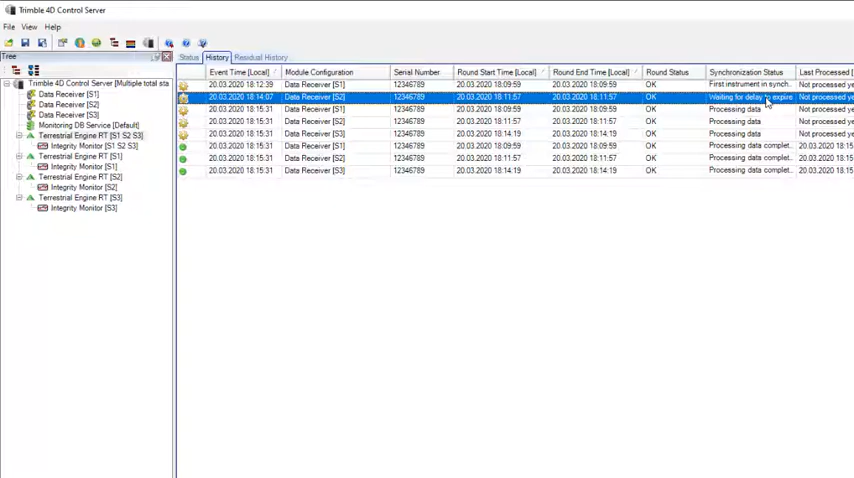 Trimble 4D Control Server
File View Help
Tree
Status History Residual History
Trimble 4D Control Server [Multiple total sta
Data Receiver [S1]
Data Receiver [S2]
Data Receiver [S3]
Monitoring DB Service [Default]
Terrestrial Engine RT [S1 S2 S3]
Integrity Monitor [S1 S2 S3]
Terrestrial Engine RT [S1]
Integrity Monitor [S1]
Terrestrial Engine RT [S2]
Integrity Monitor [S2]
Terrestrial Engine RT [S3]
Integrity Monitor [S3]
Event Time [Local] Module Configuration Serial Number Round Start Time [Local] Round End Time [Local] Round Status Synchronization Status Last Processed [
20.03.2020 18:12:39 Data Receiver [S1] 12346789 20.03.2020 18:09:59 20.03.2020 18:09:59 OK First instrument in synch.. Not processed ye
20.03.2020 18:14:07 Data Receiver [S2] 12346789 20.03.2020 18:11:57 20.03.2020 18:11:57 OK Waiting for delay to expire Not processed ye
20.03.2020 18:15:31 Data Receiver [S1] 12346789 20.03.2020 18:09:59 20.03.2020 18:09:59 OK Processing data Not processed ye
20.03.2020 18:15:31 Data Receiver [S2] 12346789 20.03.2020 18:11:57 20.03.2020 18:11:57 OK Processing data Not processed ye
20.03.2020 18:15:31 Data Receiver [S3] 12346789 20.03.2020 18:14:19 20.03.2020 18:14:19 OK Processing data Not processed ye
20.03.2020 18:15:31 Data Receiver [S1] 12346789 20.03.2020 18:09:59 20.03.2020 18:09:59 OK Processing data complet.. 20.03.2020 18:15
20.03.2020 18:15:31 Data Receiver [S2] 12346789 20.03.2020 18:11:57 20.03.2020 18:11:57 OK Processing data complet.. 20.03.2020 18:15
20.03.2020 18:15:31 Data Receiver [S3] 12346789 20.03.2020 18:14:19 20.03.2020 18:14:19 OK Processing data complet.. 20.03.2020 18:15